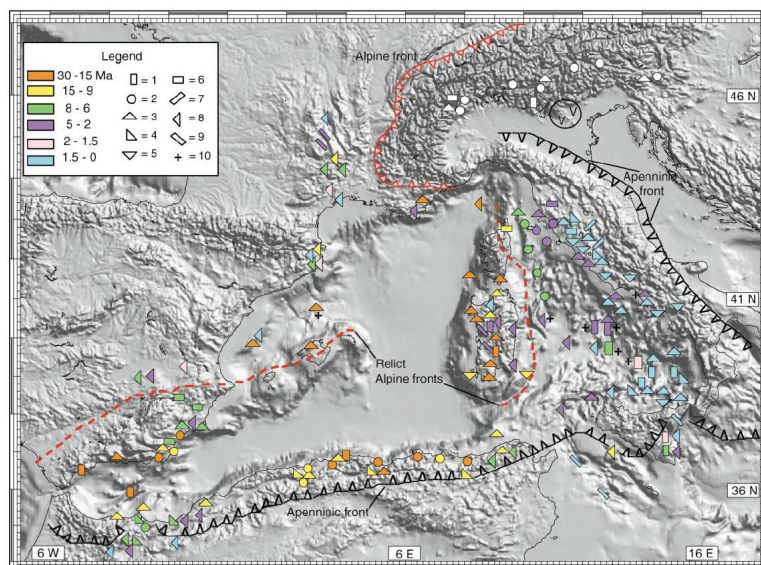 Legend
30 - 15 Ma
15 - 9
8 - 6
5 - 2
2 - 1.5
1.5 - 0
= 1
= 2
= 3
= 4
= 5
= 6
= 7
= 8
= 9
= 10
Alpine front
46 N
Apenninic
front
41 N
Relict
Alpine fronts
36 N
Apenninic front
6 W
6 E
16 E